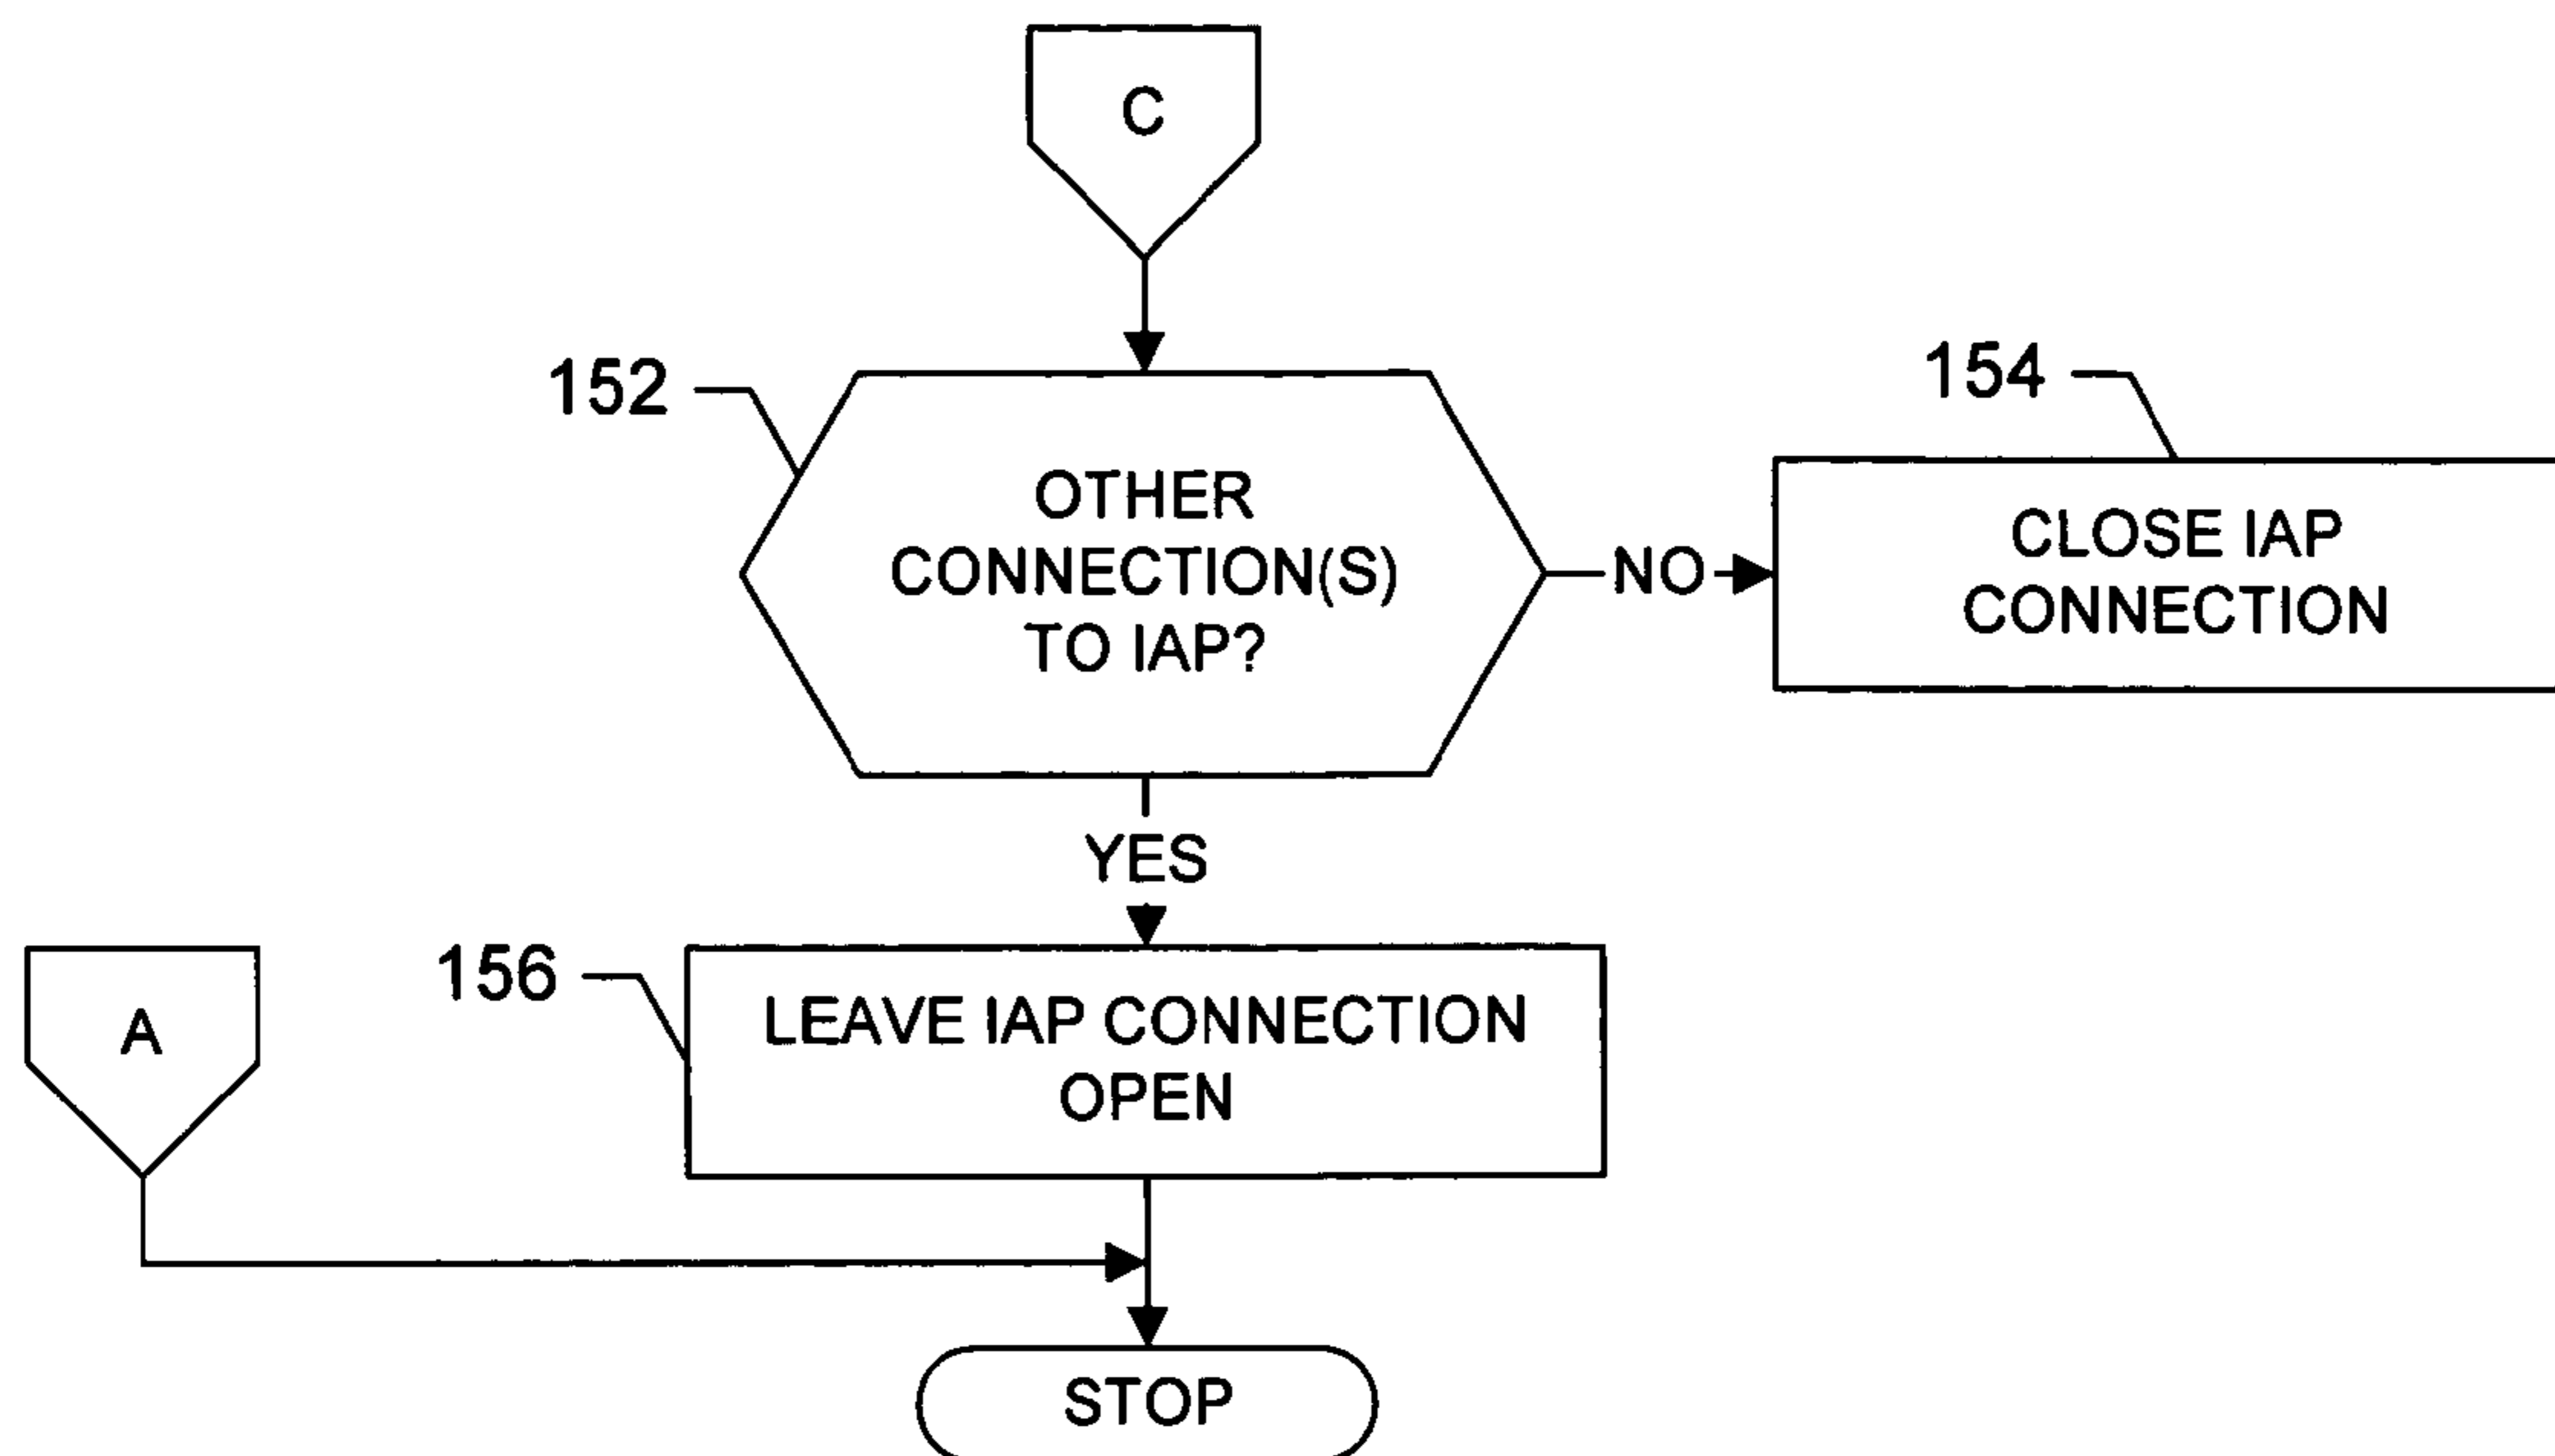 C
152
OTHER
CONNECTION(S)
TO IAP?
NO
154
CLOSE IAP
CONNECTION
YES
A
156
LEAVE IAP CONNECTION
OPEN
STOP